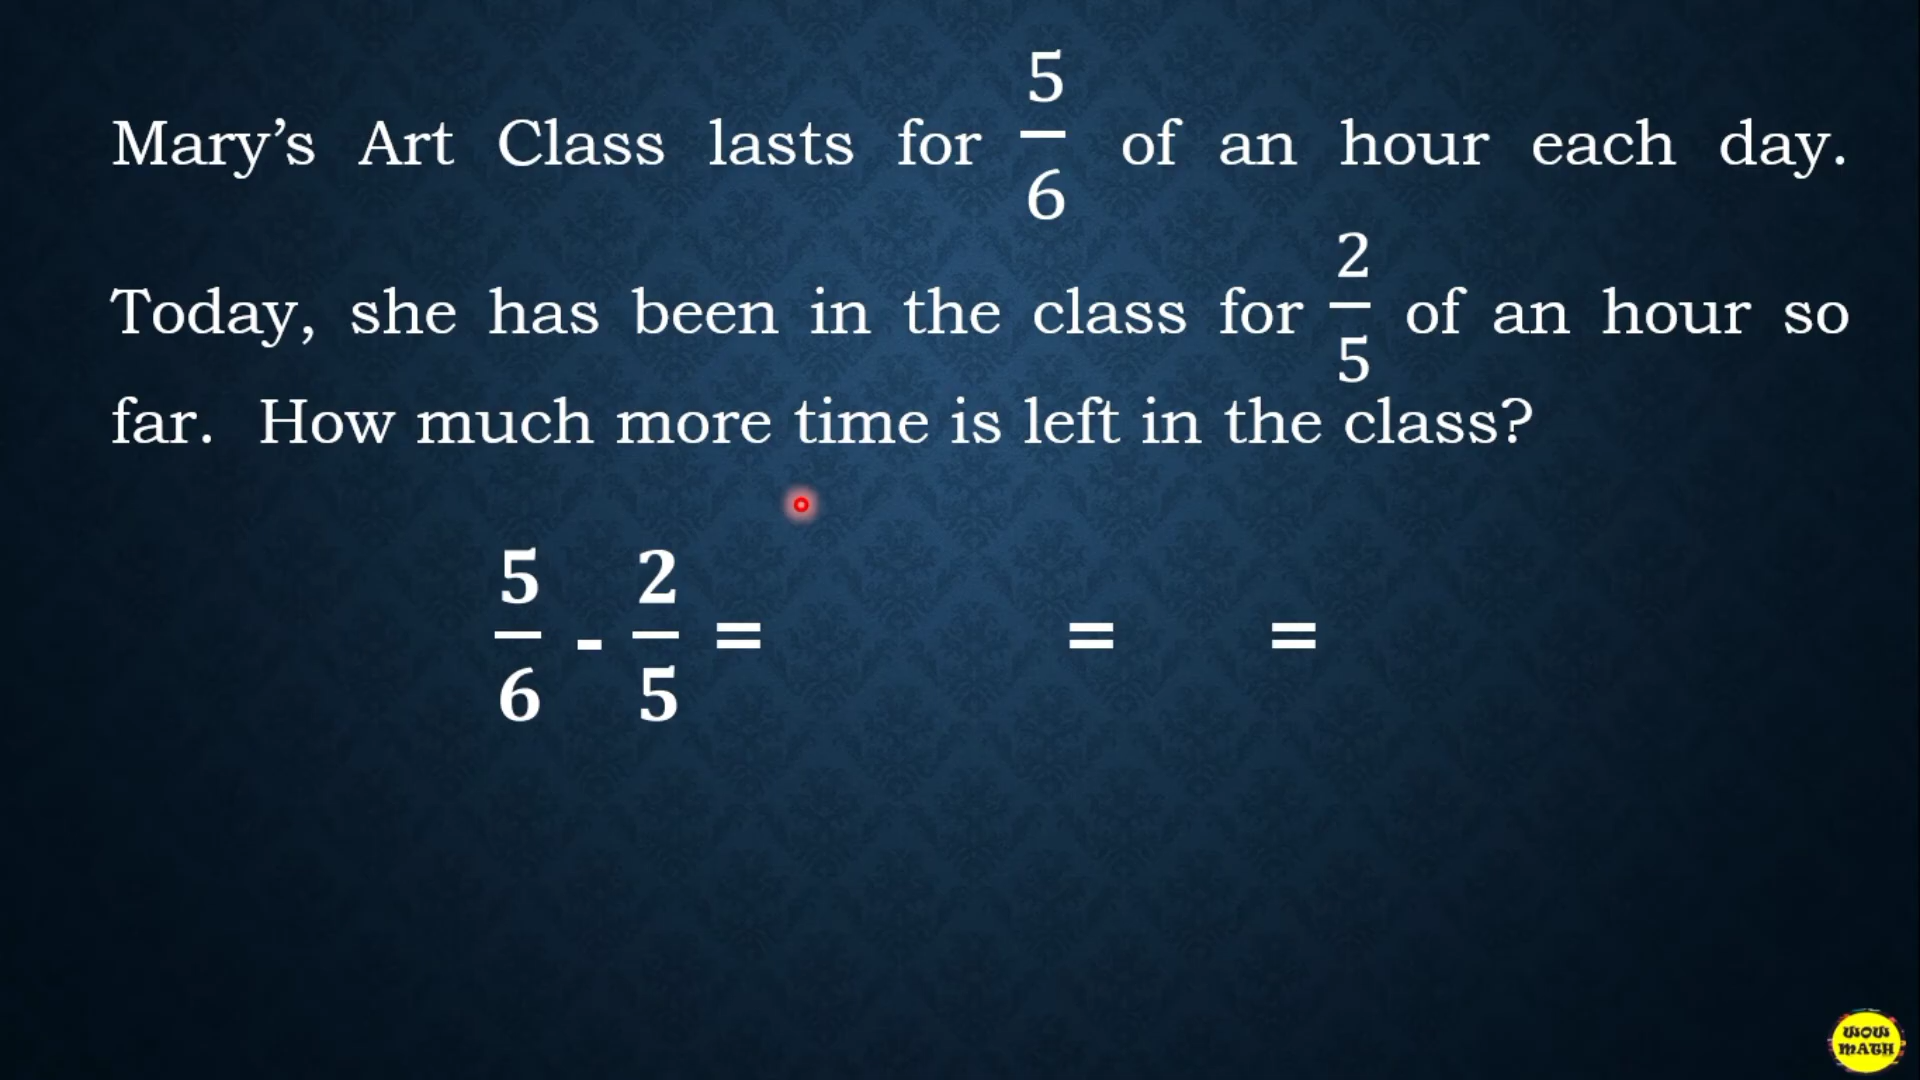 Mary's Art Class lasts for 5/6 of an hour each day.
Today, she has been in the class for 2/5 of an hour so
far. How much more time is left in the class?
5/6 - 2/5 = = =
WOW
MATH